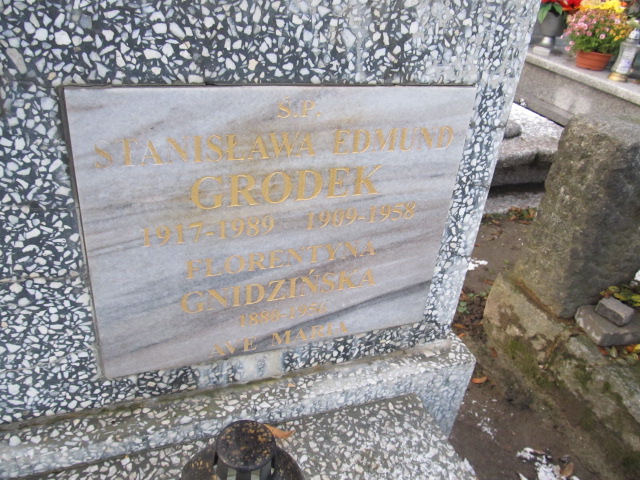 Ś.P.
STANISŁAWA EDMUND
GRODEK
1917-1989 1909-1958
FLORENTYNA
GNIDZIŃSKA
AVE MARIA